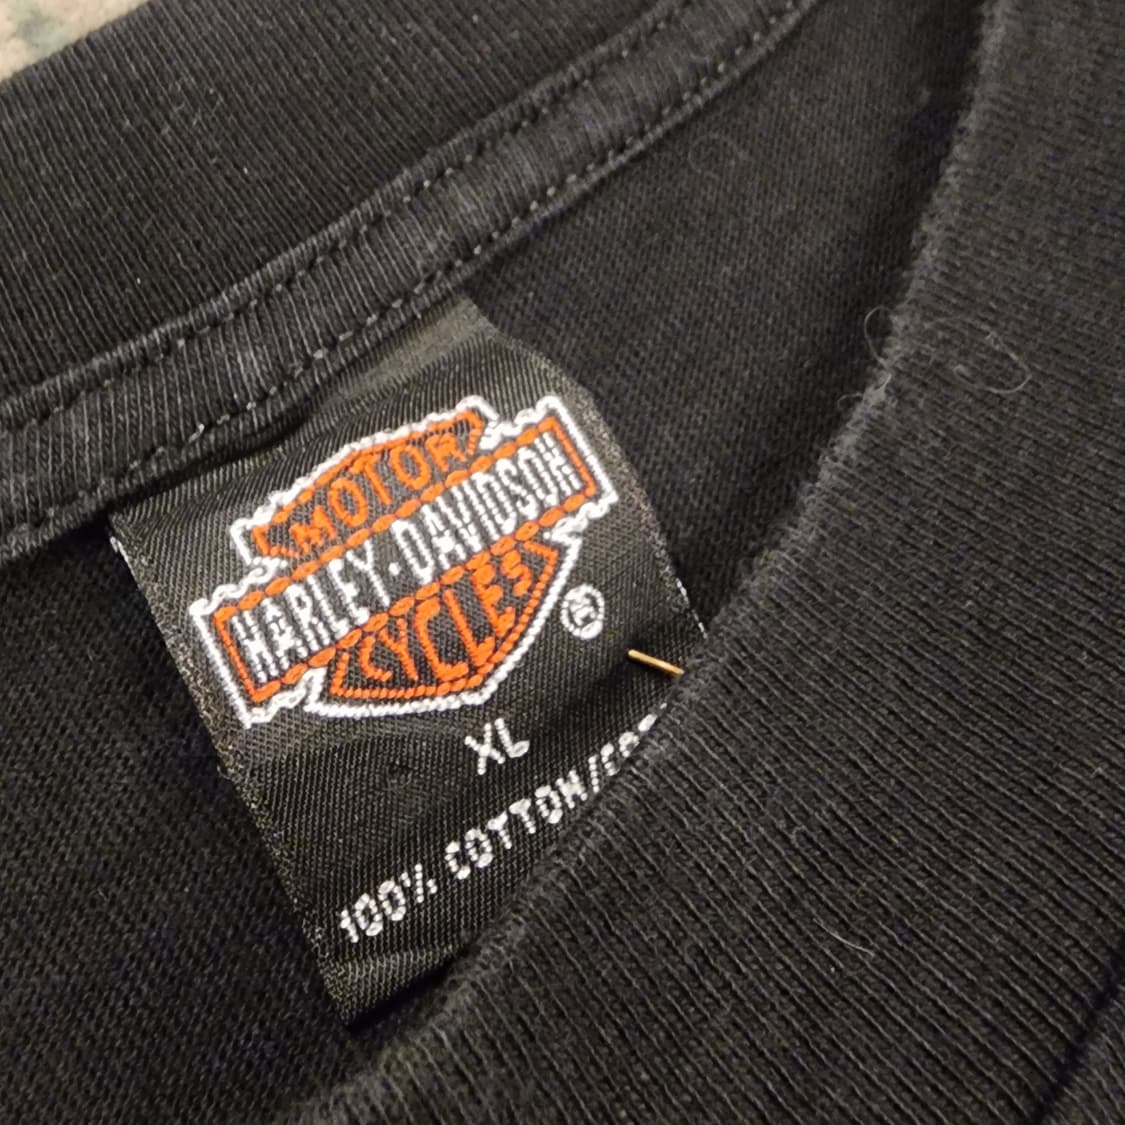 MOTOR
HARLEY-DAVIDSON
CYCLES
®
XL
100% COTTON/